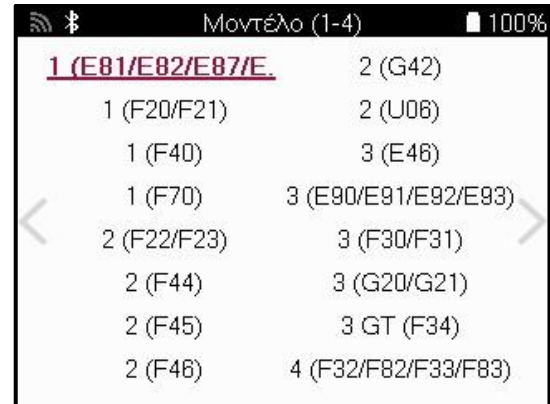 Μοντέλο (1-4) 100%
1 (E81/E82/E87/E.
1 (F20/F21)
1 (F40)
1 (F70)
2 (F22/F23)
2 (F44)
2 (F45)
2 (F46)
2 (G42)
2 (U06)
3 (E46)
3 (E90/E91/E92/E93)
3 (F30/F31)
3 (G20/G21)
3 GT (F34)
4 (F32/F82/F33/F83)